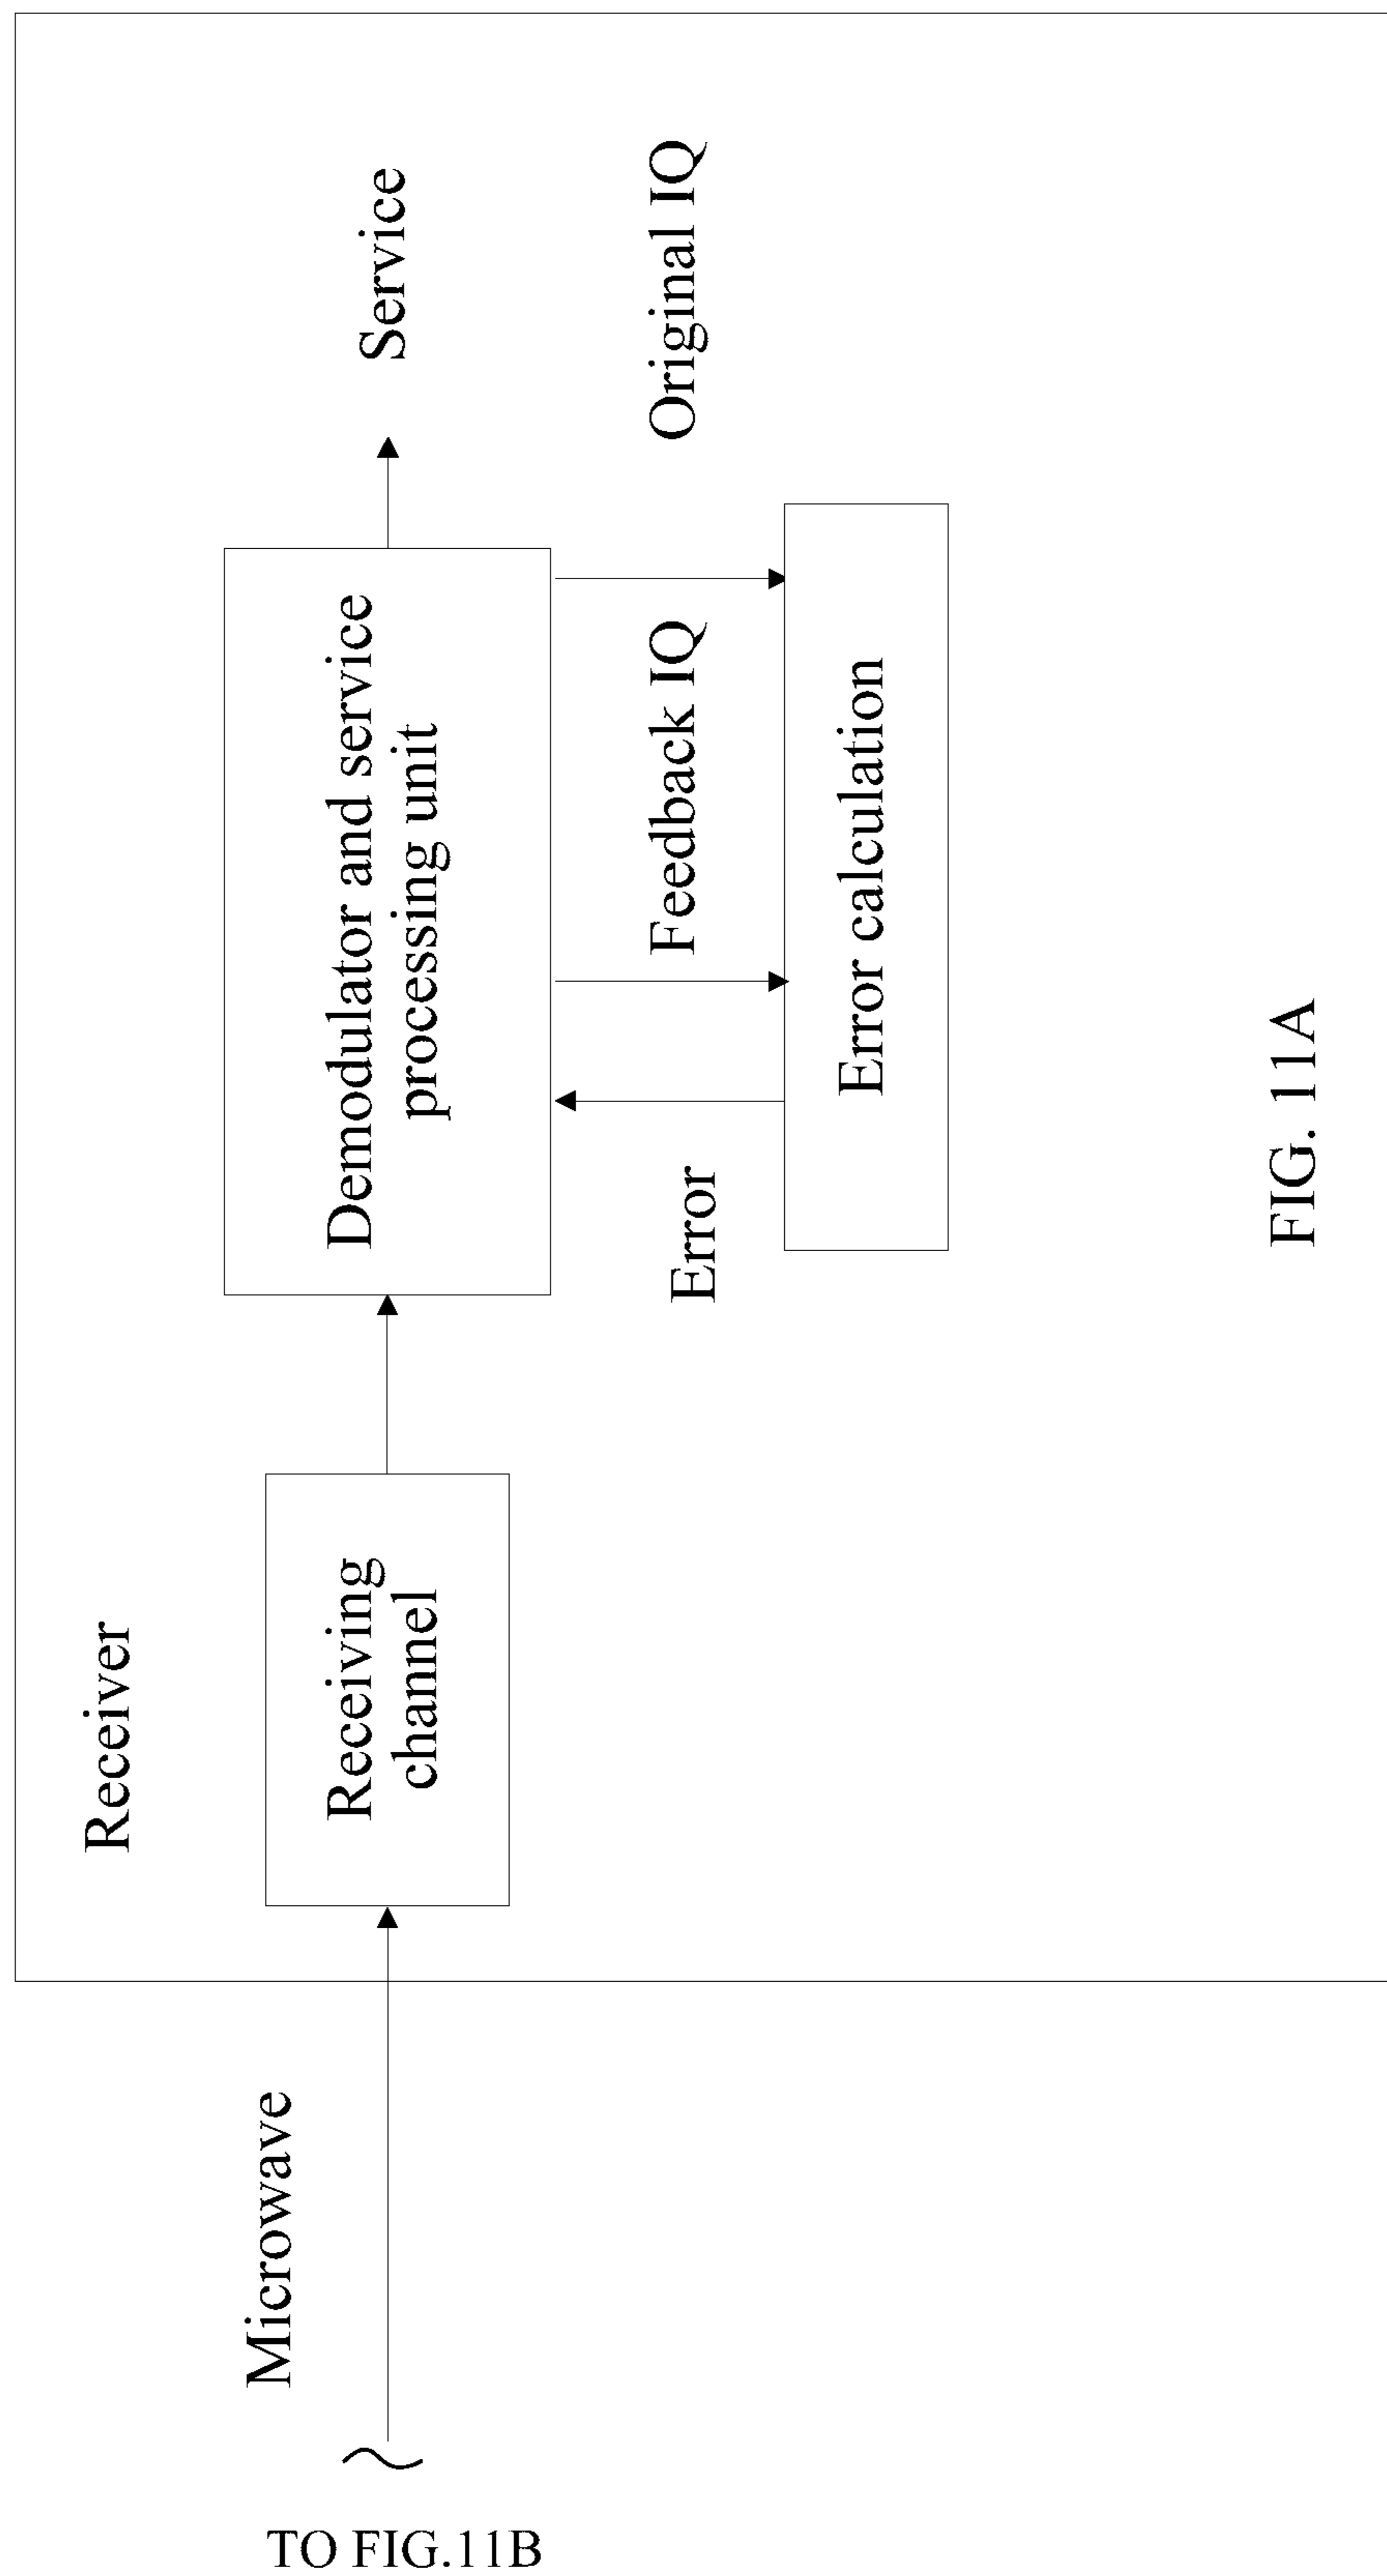 Receiver
Microwave
Receiving
channel
Demodulator and service
processing unit
Service
Error
Feedback IQ
Original IQ
Error calculation
TO FIG.11B
FIG. 11A